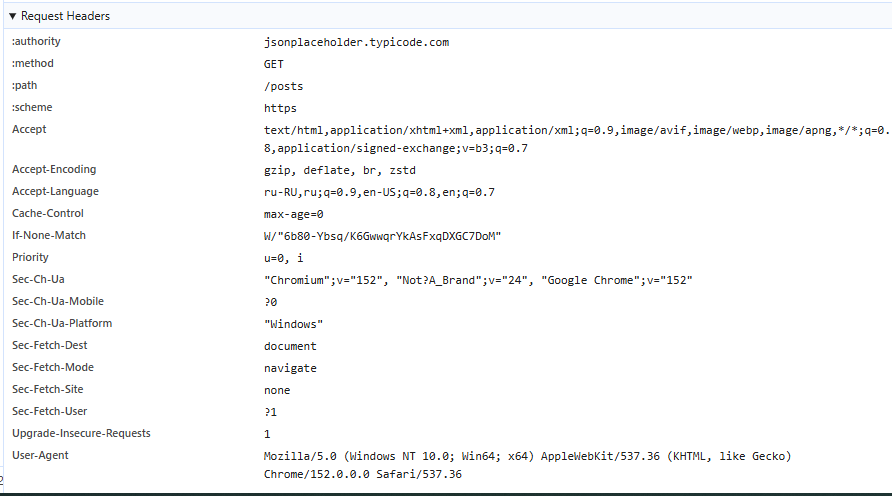 ▼ Request Headers
:authority jsonplaceholder.typicode.com
:method GET
:path /posts
:scheme https
Accept text/html,application/xhtml+xml,application/xml;q=0.9,image/avif,image/webp,image/apng,*/*;q=0.
8,application/signed-exchange;v=b3;q=0.7
Accept-Encoding gzip, deflate, br, zstd
Accept-Language ru-RU,ru;q=0.9,en-US;q=0.8,en;q=0.7
Cache-Control max-age=0
If-None-Match W/"6b80-Ybsq/K6GwwqrYkAsFxqDXGC7DoM"
Priority u=0, i
Sec-Ch-Ua "Chromium";v="152", "Not?A_Brand";v="24", "Google Chrome";v="152"
Sec-Ch-Ua-Mobile ?0
Sec-Ch-Ua-Platform "Windows"
Sec-Fetch-Dest document
Sec-Fetch-Mode navigate
Sec-Fetch-Site none
Sec-Fetch-User ?1
Upgrade-Insecure-Requests 1
User-Agent Mozilla/5.0 (Windows NT 10.0; Win64; x64) AppleWebKit/537.36 (KHTML, like Gecko)
Chrome/152.0.0.0 Safari/537.36